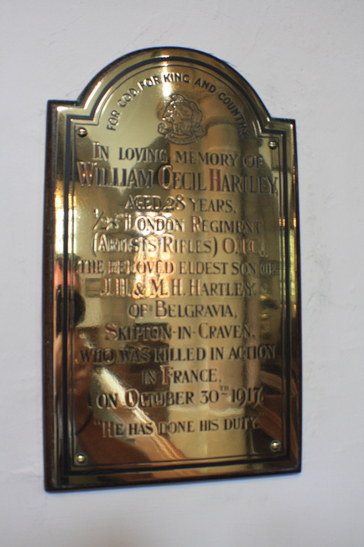 FOR GOD, FOR KING AND COUNTRY.
IN LOVING MEMORY OF
WILLIAM CECIL HARTLEY,
AGED 28 YEARS,
LONDON REGIMENT
(ARTISTS RIFLES)
THE BELOVED ELDEST SON OF
J. H. & M. H. HARTLEY,
OF BELGRAVIA,
SKIPTON-IN-CRAVEN,
WHO WAS KILLED IN ACTION
IN FRANCE,
ON OCTOBER 30TH 1917.
"HE HAS DONE HIS DUTY."